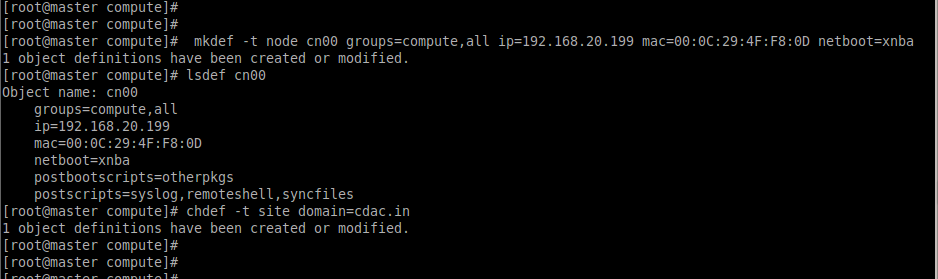 [root@master compute]#
[root@master compute]#
[root@master compute]#  mkdef -t node cn00 groups=compute,all ip=192.168.20.199 mac=00:0C:29:4F:F8:0D netboot=xnba
1 object definitions have been created or modified.
[root@master compute]# lsdef cn00
Object name: cn00
    groups=compute,all
    ip=192.168.20.199
    mac=00:0C:29:4F:F8:0D
    netboot=xnba
    postbootscripts=otherpkgs
    postscripts=syslog,remoteshell,syncfiles
[root@master compute]# chdef -t site domain=cdac.in
1 object definitions have been created or modified.
[root@master compute]#
[root@master compute]#
[root@master compute]#